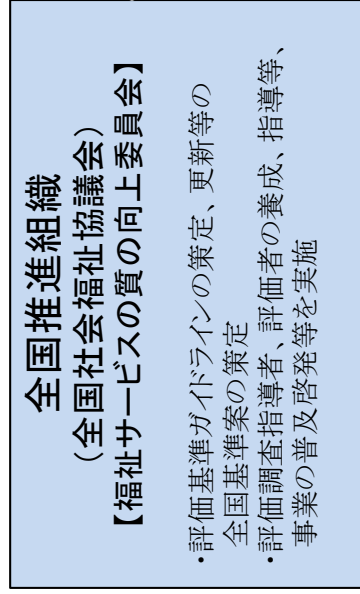 全国推進組織
（全国社会福祉協議会）
【福祉サービスの質の向上委員会】
・評価基準ガイドラインの策定、更新等の
全国基準案の策定
・評価調査指導者、評価者の養成、指導等、
事業の普及啓発等を実施